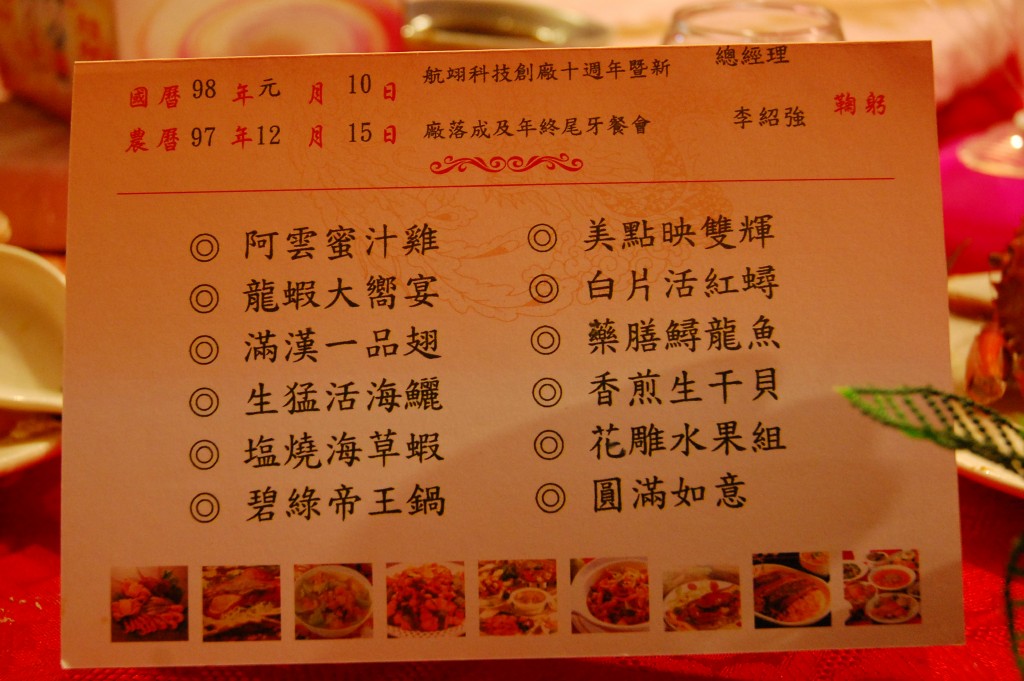 國曆 98 年 元 月 10 日 航翊科技創廠十週年暨新 總經理
農曆 97 年 12 月 15 日 廠落成及年終尾牙餐會 李紹強 鞠躬
◎ 阿雲蜜汁雞
◎ 龍蝦大嚮宴
◎ 滿漢一品翅
◎ 生猛活海鱺
◎ 塩燒海草蝦
◎ 碧綠帝王鍋
◎ 美點映雙輝
◎ 白片活紅蟳
◎ 藥膳鱘龍魚
◎ 香煎生干貝
◎ 花雕水果組
◎ 圓滿如意